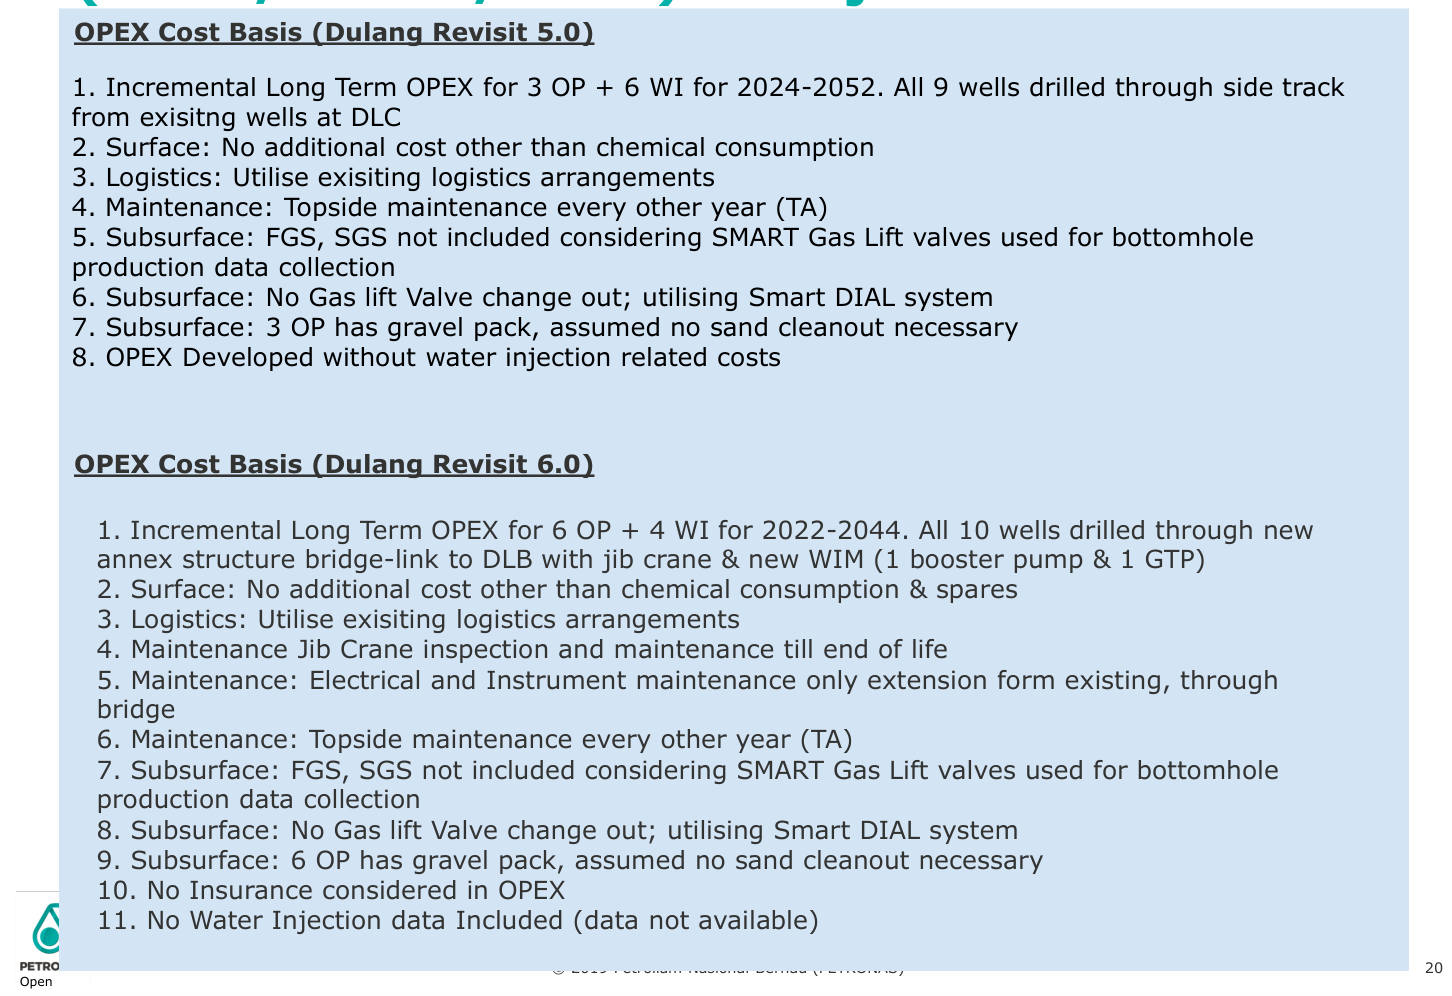 OPEX Cost Basis (Dulang Revisit 5.0)
1. Incremental Long Term OPEX for 3 OP + 6 WI for 2024-2052. All 9 wells drilled through side track
from exisitng wells at DLC
2. Surface: No additional cost other than chemical consumption
3. Logistics: Utilise exisiting logistics arrangements
4. Maintenance: Topside maintenance every other year (TA)
5. Subsurface: FGS, SGS not included considering SMART Gas Lift valves used for bottomhole
production data collection
6. Subsurface: No Gas lift Valve change out; utilising Smart DIAL system
7. Subsurface: 3 OP has gravel pack, assumed no sand cleanout necessary
8. OPEX Developed without water injection related costs
OPEX Cost Basis (Dulang Revisit 6.0)
1. Incremental Long Term OPEX for 6 OP + 4 WI for 2022-2044. All 10 wells drilled through new
annex structure bridge-link to DLB with jib crane & new WIM (1 booster pump & 1 GTP)
2. Surface: No additional cost other than chemical consumption & spares
3. Logistics: Utilise exisiting logistics arrangements
4. Maintenance Jib Crane inspection and maintenance till end of life
5. Maintenance: Electrical and Instrument maintenance only extension form existing, through
bridge
6. Maintenance: Topside maintenance every other year (TA)
7. Subsurface: FGS, SGS not included considering SMART Gas Lift valves used for bottomhole
production data collection
8. Subsurface: No Gas lift Valve change out; utilising Smart DIAL system
9. Subsurface: 6 OP has gravel pack, assumed no sand cleanout necessary
10. No Insurance considered in OPEX
11. No Water Injection data Included (data not available)
PETRO
Open
20